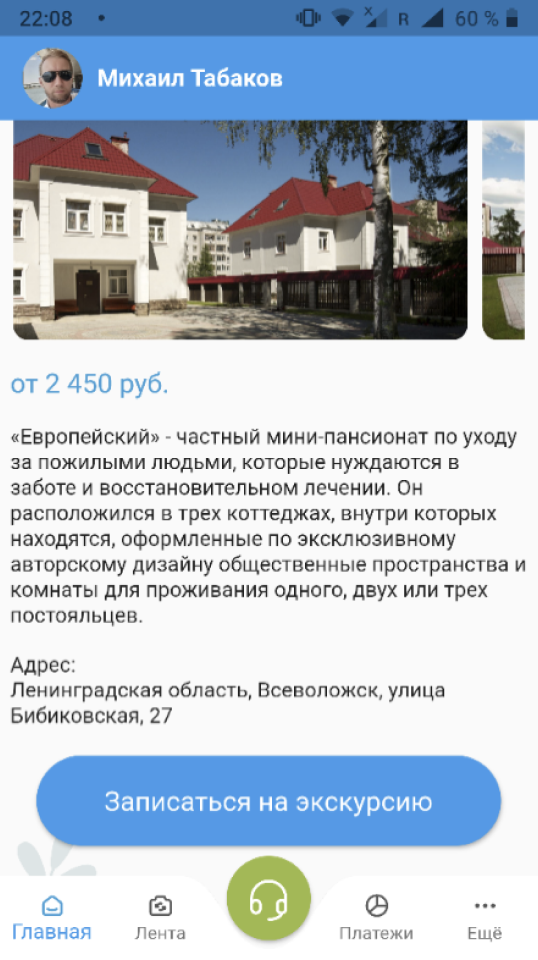 22:08
R
60 %
Михаил Табаков
от 2 450 руб.
«Европейский» - частный мини-пансионат по уходу
за пожилыми людьми, которые нуждаются в
заботе и восстановительном лечении. Он
расположился в трех коттеджах, внутри которых
находятся, оформленные по эксклюзивному
авторскому дизайну общественные пространства и
комнаты для проживания одного, двух или трех
постояльцев.
Адрес:
Ленинградская область, Всеволожск, улица
Бибиковская, 27
Записаться на экскурсию
Главная
Лента
Платежи
Ещё